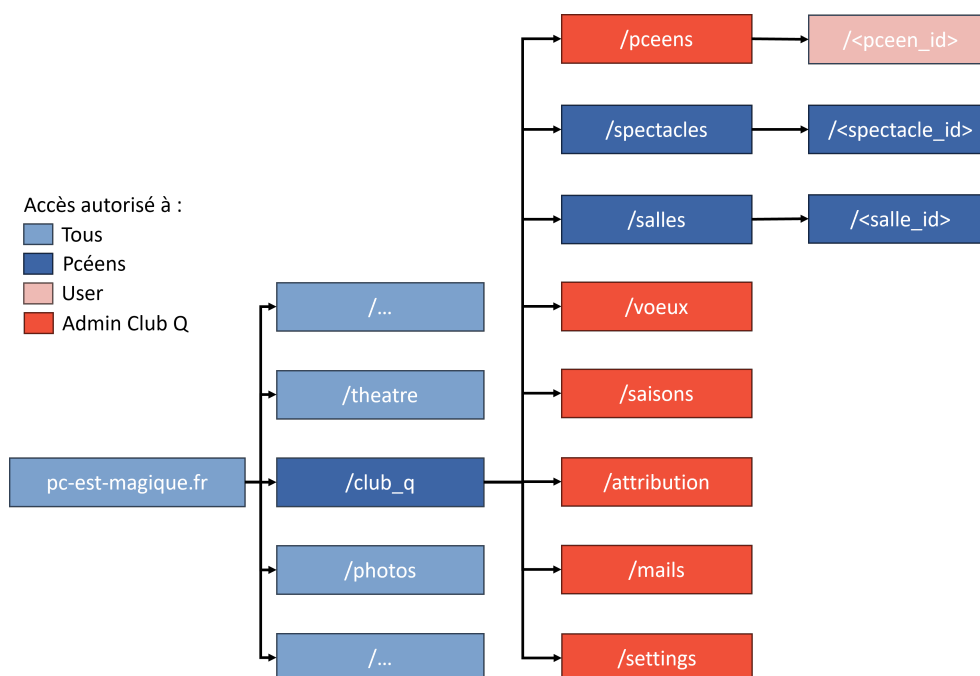 Accès autorisé à :
Tous
Pcéens
User
Admin Club Q
pc-est-magique.fr
/...
/theatre
/club_q
/photos
/...
/pceens
/<pceen_id>
/spectacles
/<spectacle_id>
/salles
/<salle_id>
/voeux
/saisons
/attribution
/mails
/settings